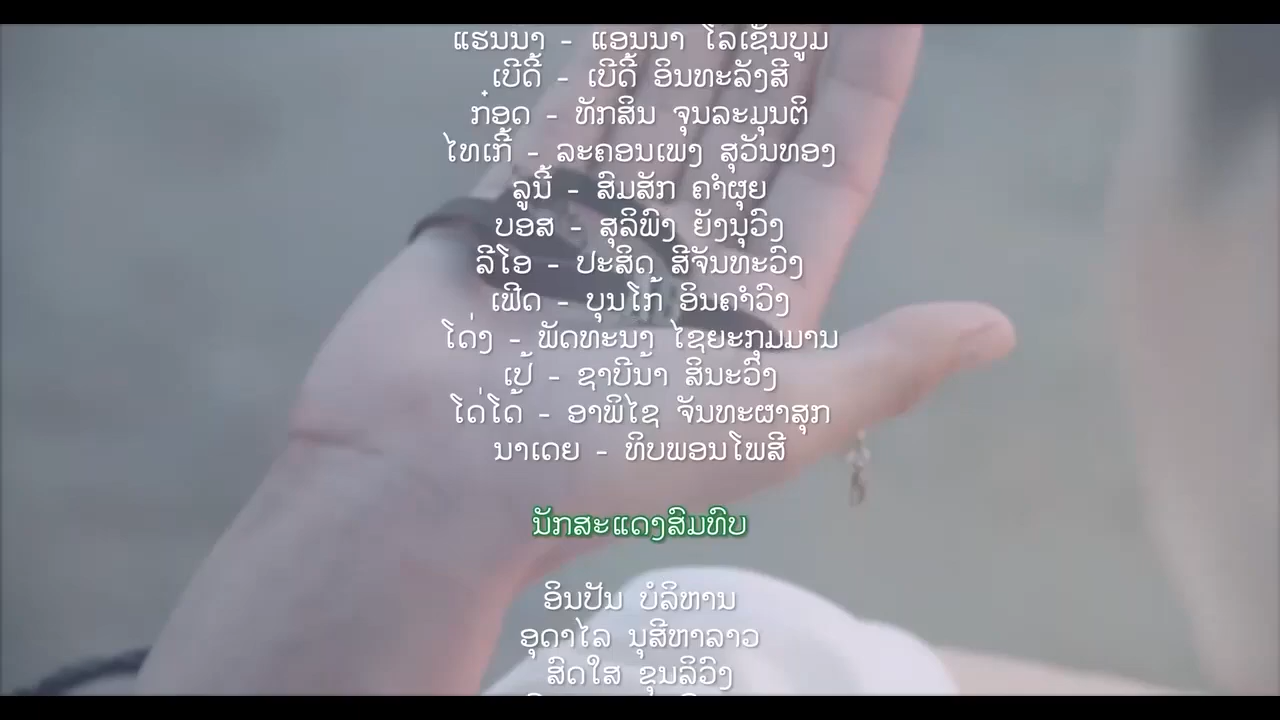 ແຮນນາ - ແອນນາ ໄລເຊັນບູມ
ເບີດີ້ - ເບີດີ້ ອິນທະລັງສີ
ກ໋ອດ - ທັກສິນ ຈຸນລະມຸນຕິ
ໄທເກີ້ - ລະຄອນເພງ ສຸວັນທອງ
ລູນີ້ - ສົມສັກ ຄຳຜຸຍ
ບອສ - ສຸລິພົງ ຍັງນຸວົງ
ລີໂອ - ປະສິດ ສີຈັນທະວົງ
ເຟີດ - ບຸນໂກ້ ອິນຄຳວົງ
ໂດ່ງ - ພັດທະນາ ໄຊຍະກຸມມານ
ເປ້ - ຊາບີນ້າ ສິນະວົງ
ໂດ່ໂດ້ - ອາພິໄຊ ຈັນທະຜາສຸກ
ນາເດຍ - ທິບພອນໂພສີ
ນັກສະແດງສົມທົບ
ອິນປັນ ບໍລິຫານ
ອຸດາໄລ ນຸສີຫາລາວ
ສົດໃສ ຂຸນລິວົງ